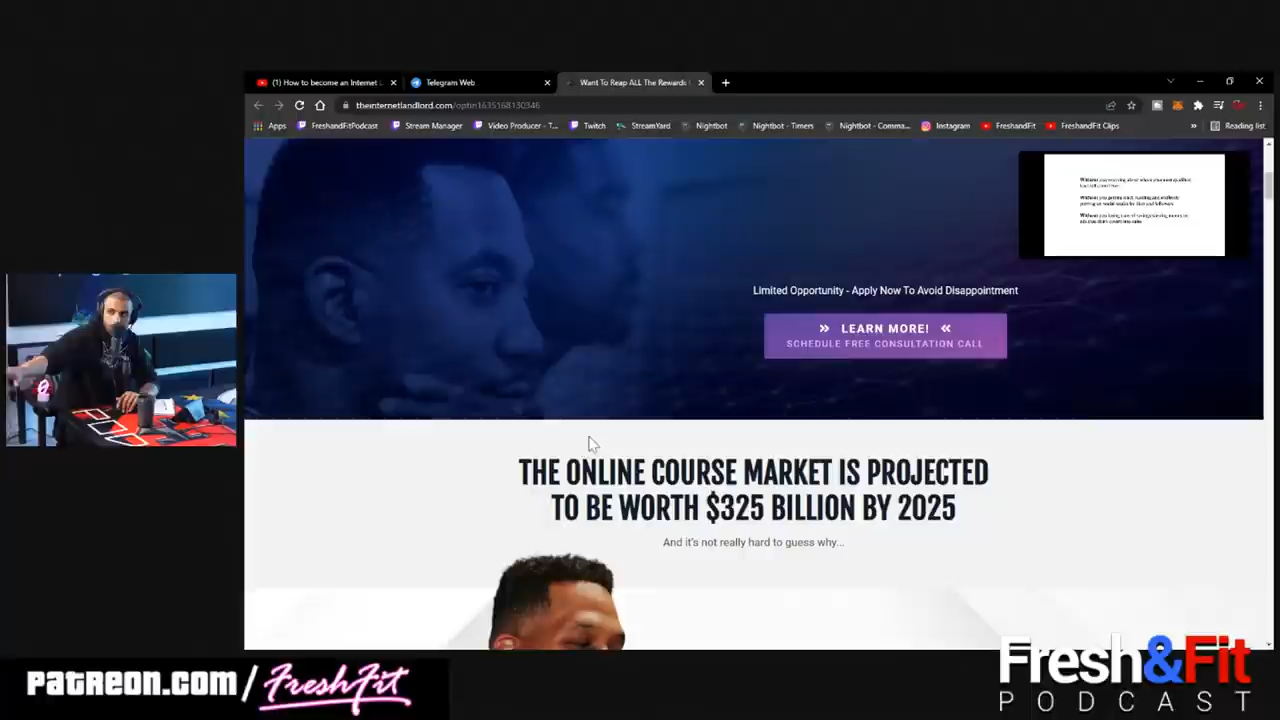 (1) How to become an Internet L
Telegram Web
Want To Reap ALL The Rewards
theinternetlandlord.com/optin1635168130346
Apps
FreshandFitPodcast
Stream Manager
Video Producer - T...
Twitch
StreamYard
Nightbot
Nightbot - Timers
Nightbot - Comma...
Instagram
FreshandFit
FreshandFit Clips
»
Reading list
Limited Opportunity - Apply Now To Avoid Disappointment
» LEARN MORE! «
SCHEDULE FREE CONSULTATION CALL
THE ONLINE COURSE MARKET IS PROJECTED
TO BE WORTH $325 BILLION BY 2025
And it's not really hard to guess why...
PATREON.COM/FreshFit
Fresh&Fit
PODCAST